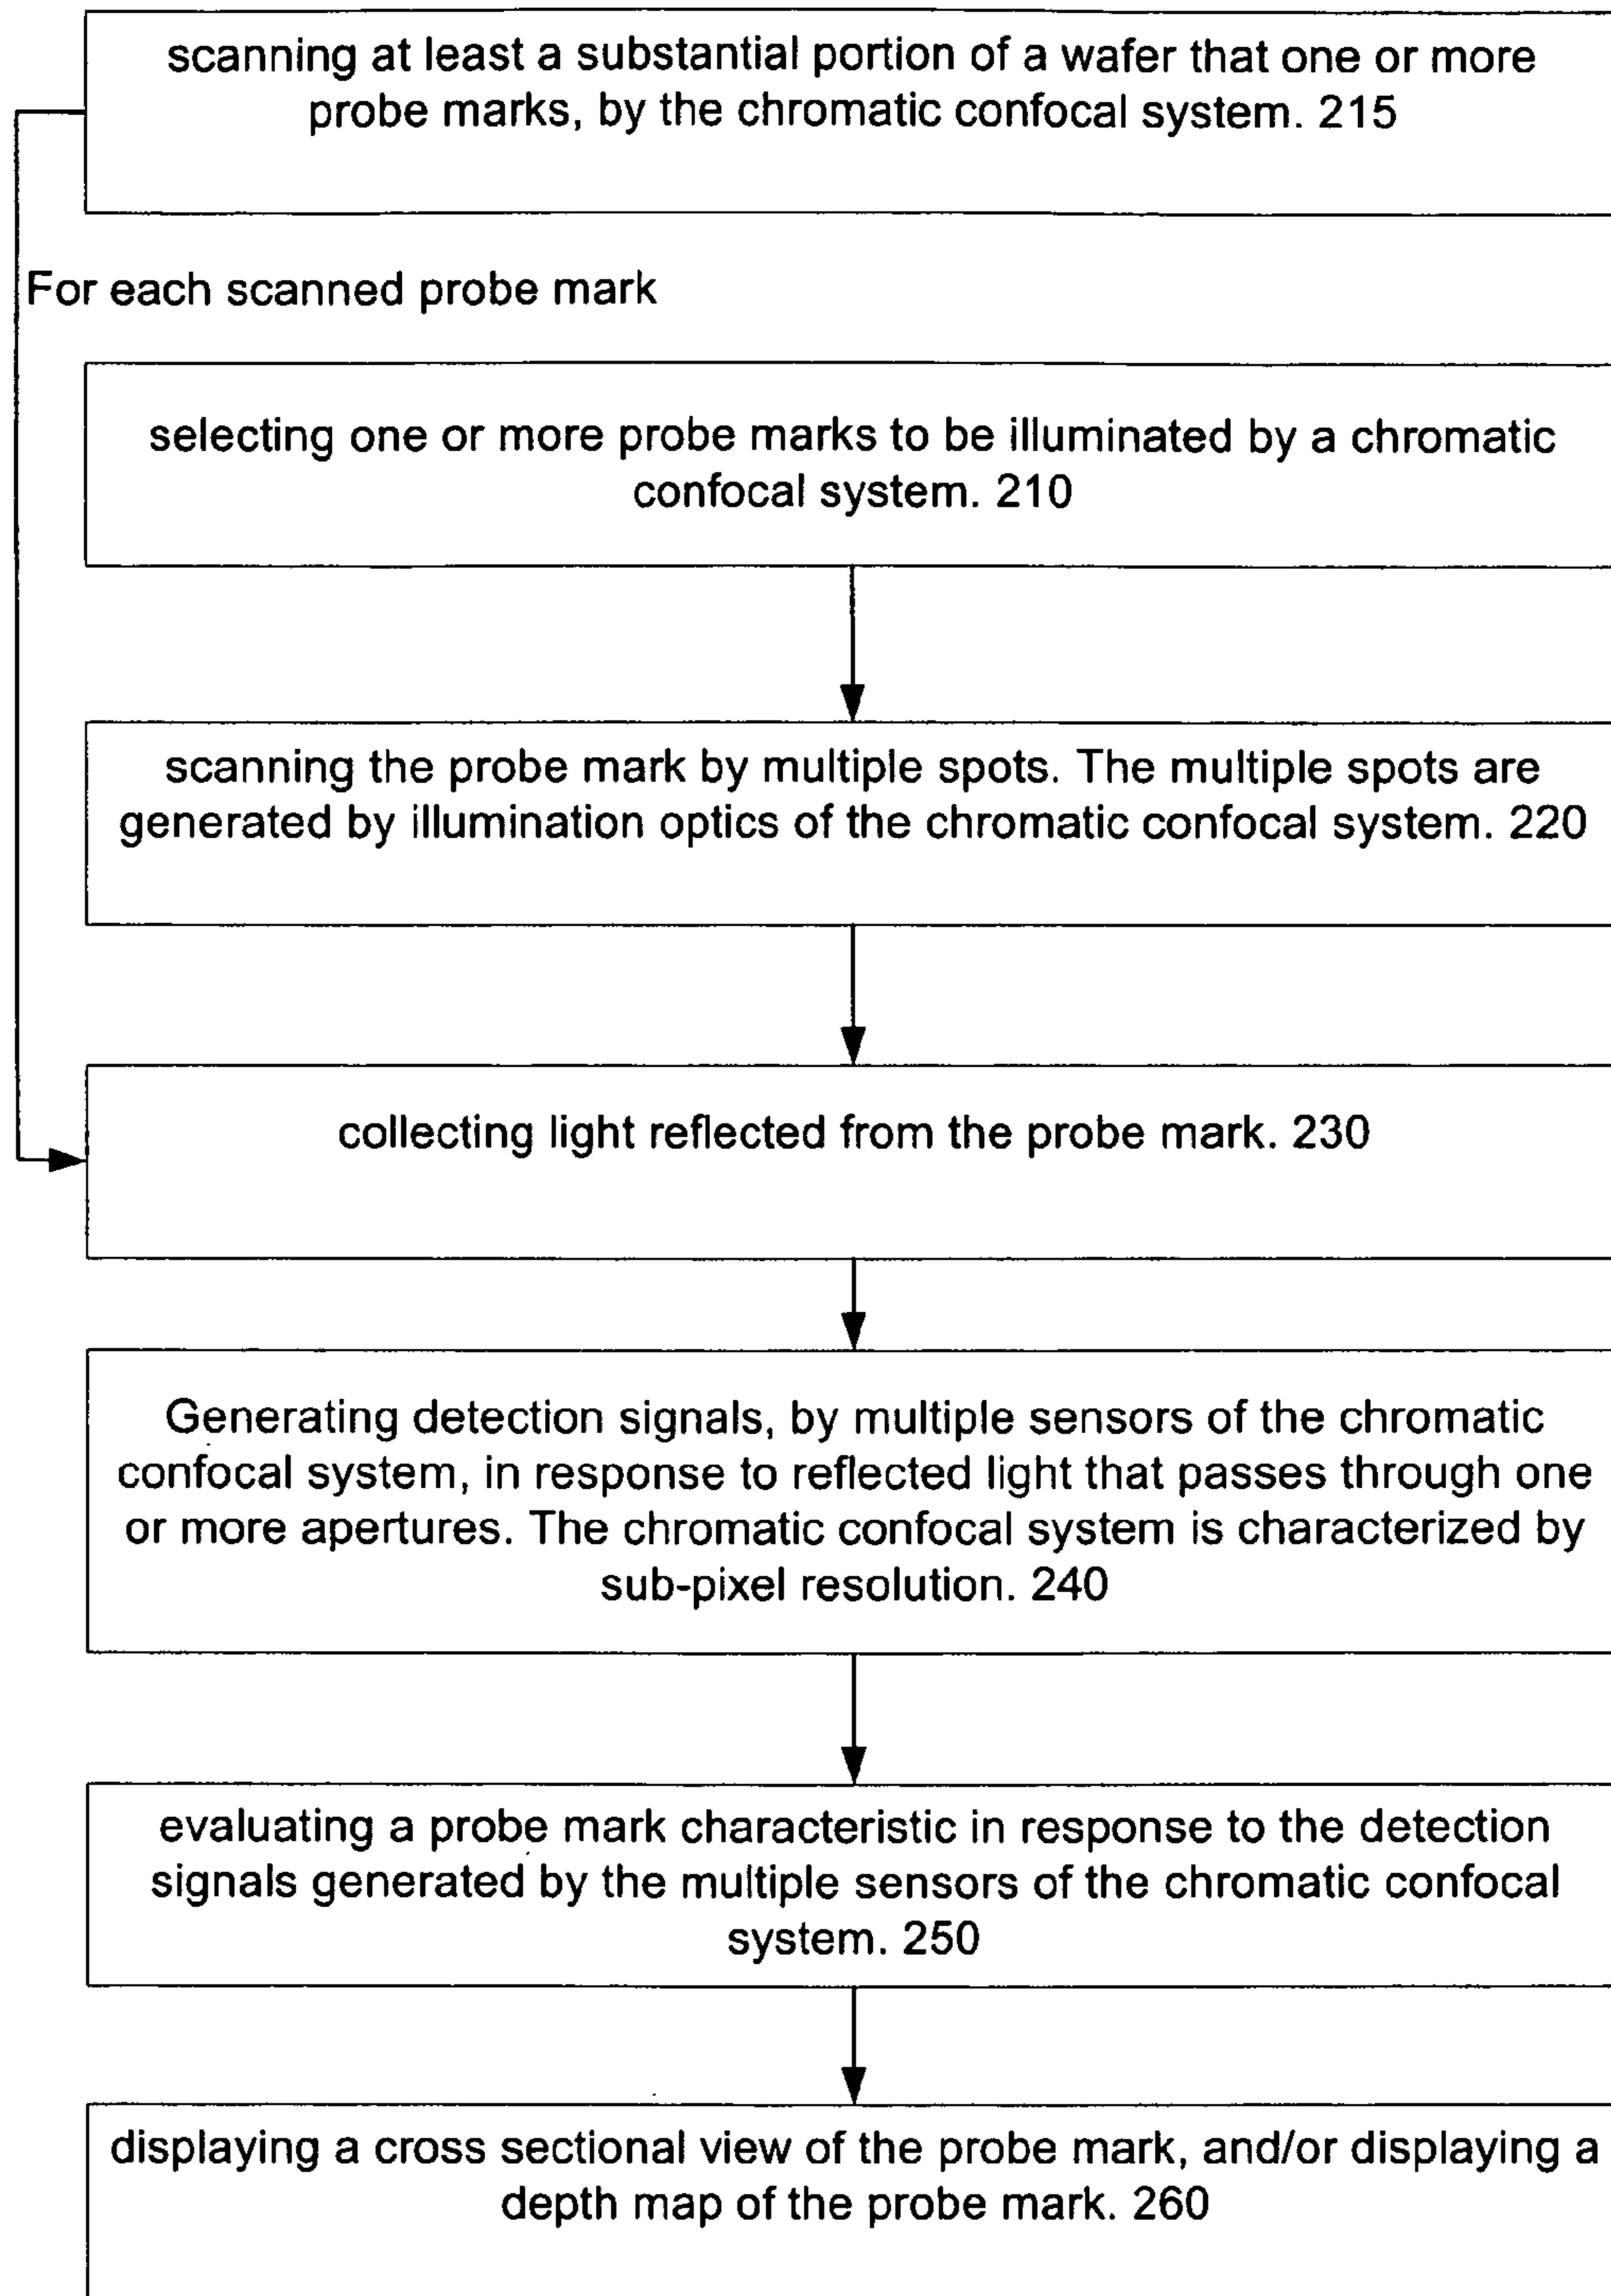 scanning at least a substantial portion of a wafer that one or more
probe marks, by the chromatic confocal system. 215
For each scanned probe mark
selecting one or more probe marks to be illuminated by a chromatic
confocal system. 210
scanning the probe mark by multiple spots. The multiple spots are
generated by illumination optics of the chromatic confocal system. 220
collecting light reflected from the probe mark. 230
Generating detection signals, by multiple sensors of the chromatic
confocal system, in response to reflected light that passes through one
or more apertures. The chromatic confocal system is characterized by
sub-pixel resolution. 240
evaluating a probe mark characteristic in response to the detection
signals generated by the multiple sensors of the chromatic confocal
system. 250
displaying a cross sectional view of the probe mark, and/or displaying a
depth map of the probe mark. 260